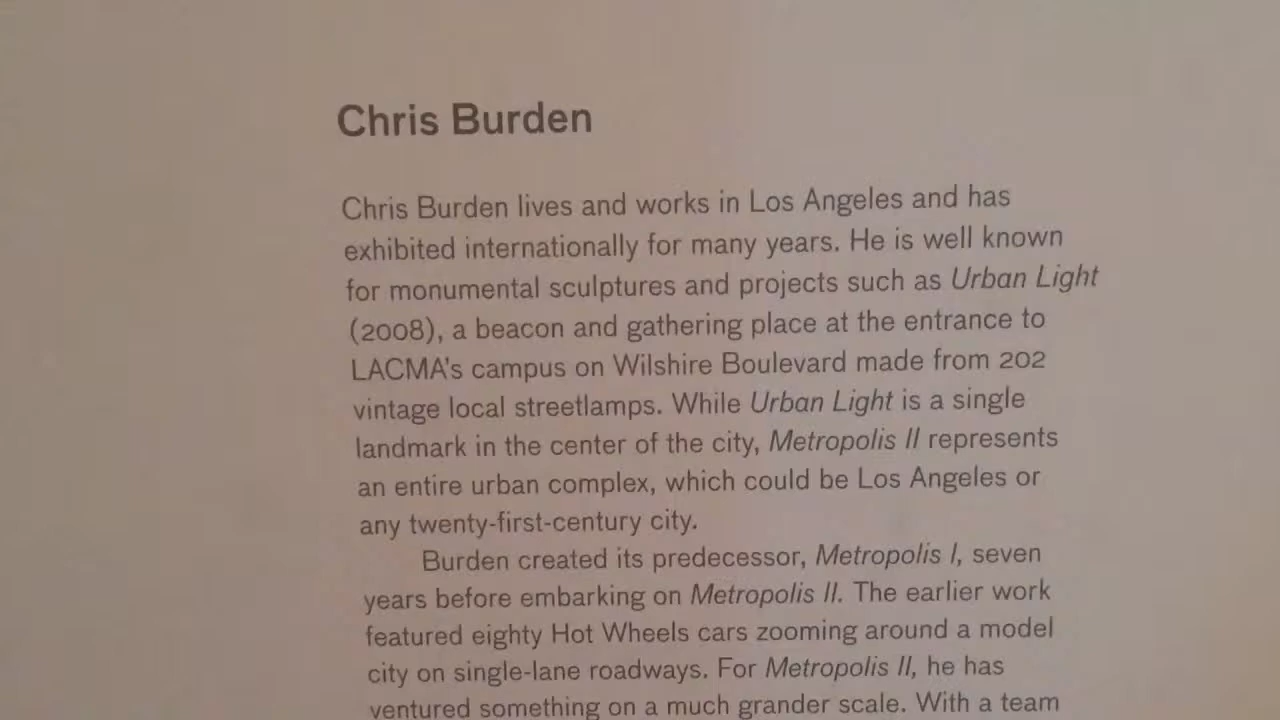 Chris Burden
Chris Burden lives and works in Los Angeles and has
exhibited internationally for many years. He is well known
for monumental sculptures and projects such as Urban Light
(2008), a beacon and gathering place at the entrance to
LACMA's campus on Wilshire Boulevard made from 202
vintage local streetlamps. While Urban Light is a single
landmark in the center of the city, Metropolis II represents
an entire urban complex, which could be Los Angeles or
any twenty-first-century city.
Burden created its predecessor, Metropolis I, seven
years before embarking on Metropolis II. The earlier work
featured eighty Hot Wheels cars zooming around a model
city on single-lane roadways. For Metropolis II, he has
ventured something on a much grander scale. With a team